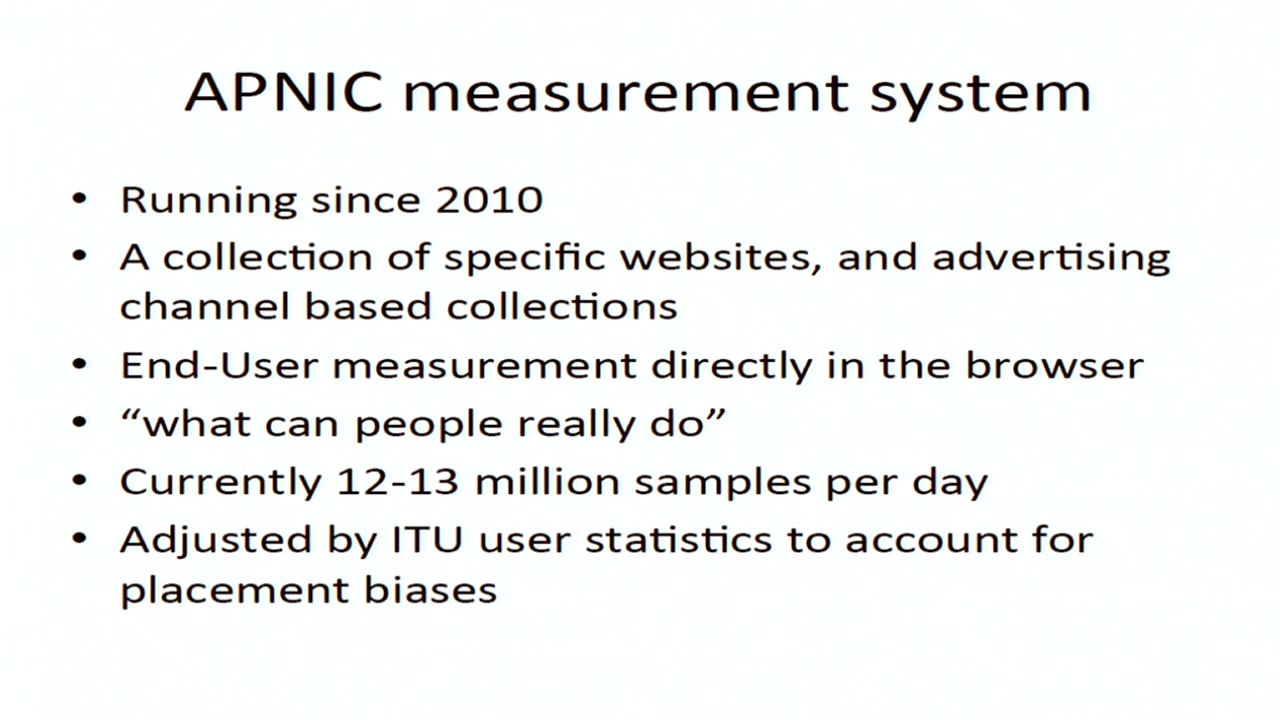 APNIC measurement system
• Running since 2010
• A collection of specific websites, and advertising
channel based collections
• End-User measurement directly in the browser
• “what can people really do”
• Currently 12-13 million samples per day
• Adjusted by ITU user statistics to account for
placement biases